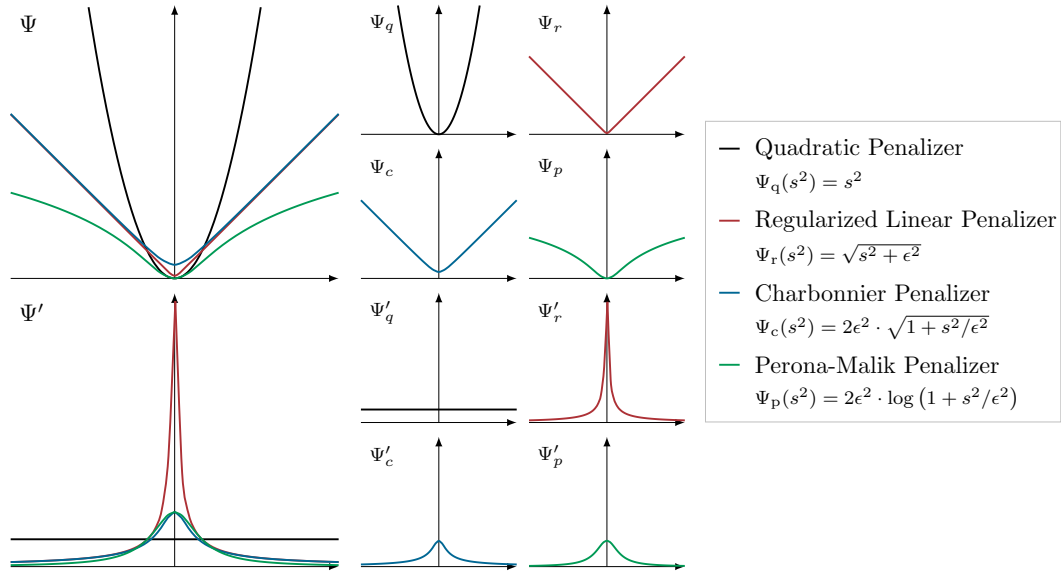 Ψ
Ψ_q
Ψ_r
Ψ_c
Ψ_p
Ψ′
Ψ′_q
Ψ′_r
Ψ′_c
Ψ′_p
Quadratic Penalizer
Ψ_q(s²) = s²
Regularized Linear Penalizer
Ψ_r(s²) = √(s² + ϵ²)
Charbonnier Penalizer
Ψ_c(s²) = 2ϵ² · √(1 + s²/ϵ²)
Perona-Malik Penalizer
Ψ_p(s²) = 2ϵ² · log (1 + s²/ϵ²)